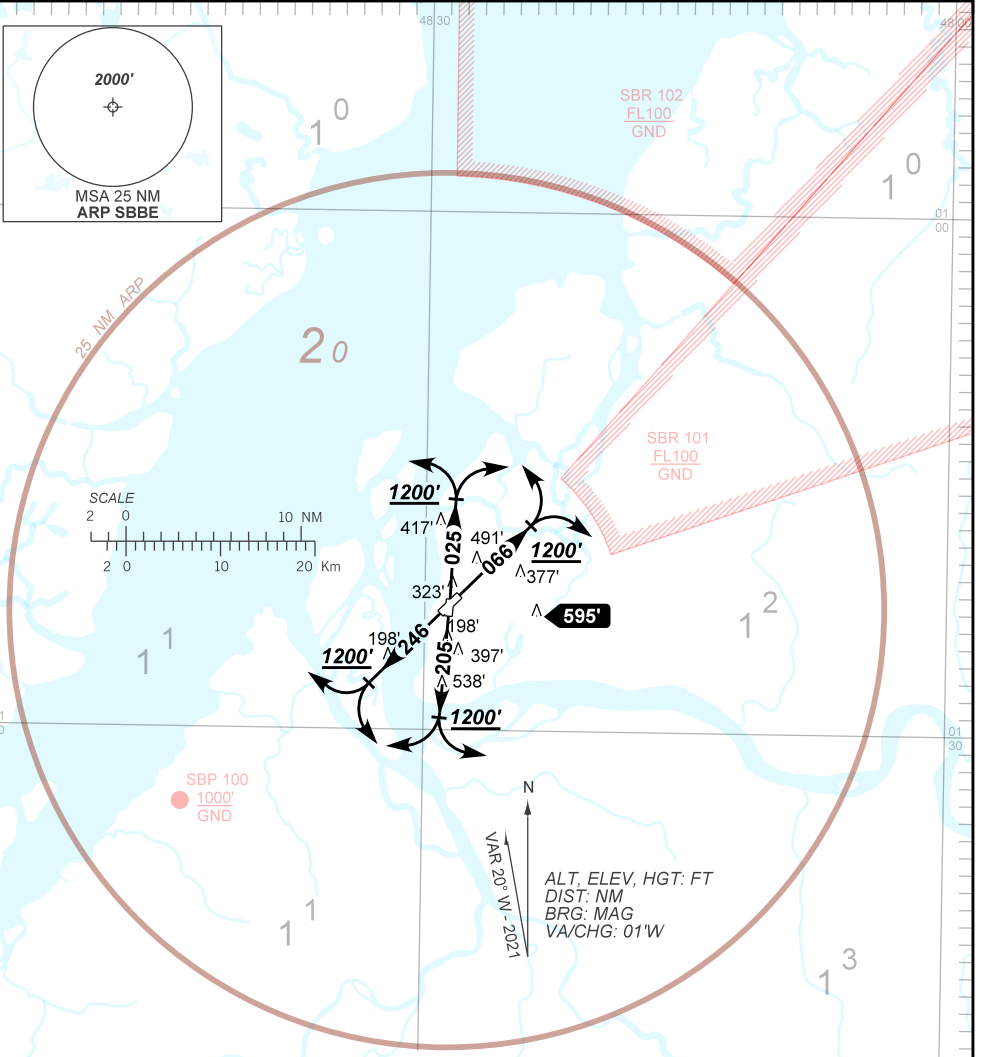 48 30
48 00
2000'
MSA 25 NM
ARP SBBE
1 0
SBR 102
FL100
GND
1 0
01
00
25 NM ARP
2 0
SBR 101
FL100
GND
SCALE
2 0 10 NM
2 0 10 20 Km
1200'
417'
025
491'
066
1200'
377'
323'
595'
1 2
198'
246
198'
1200'
205
397'
538'
1200'
1 1
01
30
SBP 100
1000'
GND
N
VAR 20° W - 2021
ALT, ELEV, HGT: FT
DIST: NM
BRG: MAG
VA/CHG: 01'W
1 1
1 3